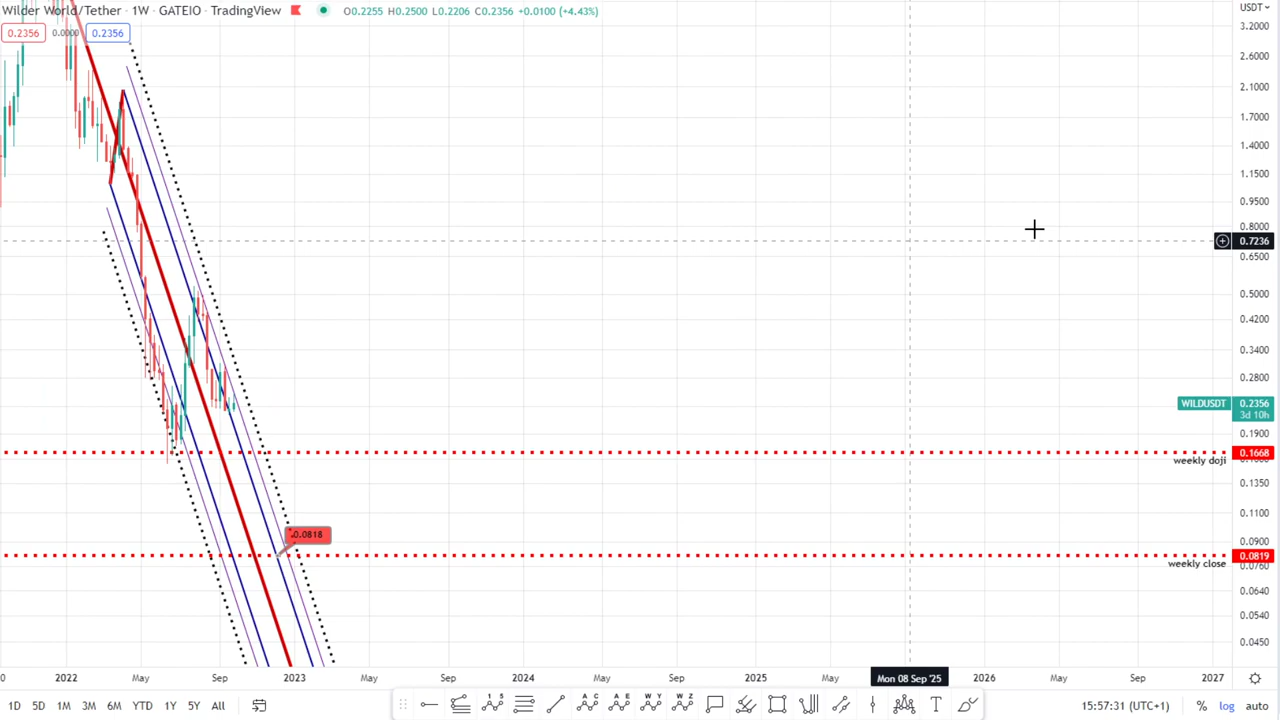 Wilder World/Tether · 1W · GATEIO · TradingView O0.2255 H0.2500 L0.2206 C0.2356 +0.0100 (+4.43%)
USDT
0.2356 0.0000 0.2356
3.2000
2.6000
2.1000
1.7000
1.4000
1.1500
0.9500
0.8000
0.7236
0.6500
0.5000
0.4200
0.3400
0.2800
WILDUSDT 0.2356
3d 10h
0.1900
0.1668
weekly doji
0.1350
0.1100
0.0818
0.0900
0.0819
weekly close 0.0760
0.0640
0.0540
0.0450
2022 May Sep 2023 May Sep 2024 May Sep 2025 May Mon 08 Sep '25 2026 May Sep 2027
1D 5D 1M 3M 6M YTD 1Y 5Y All 1 5 A C A E W Y W Z 15:57:31 (UTC+1) % log auto